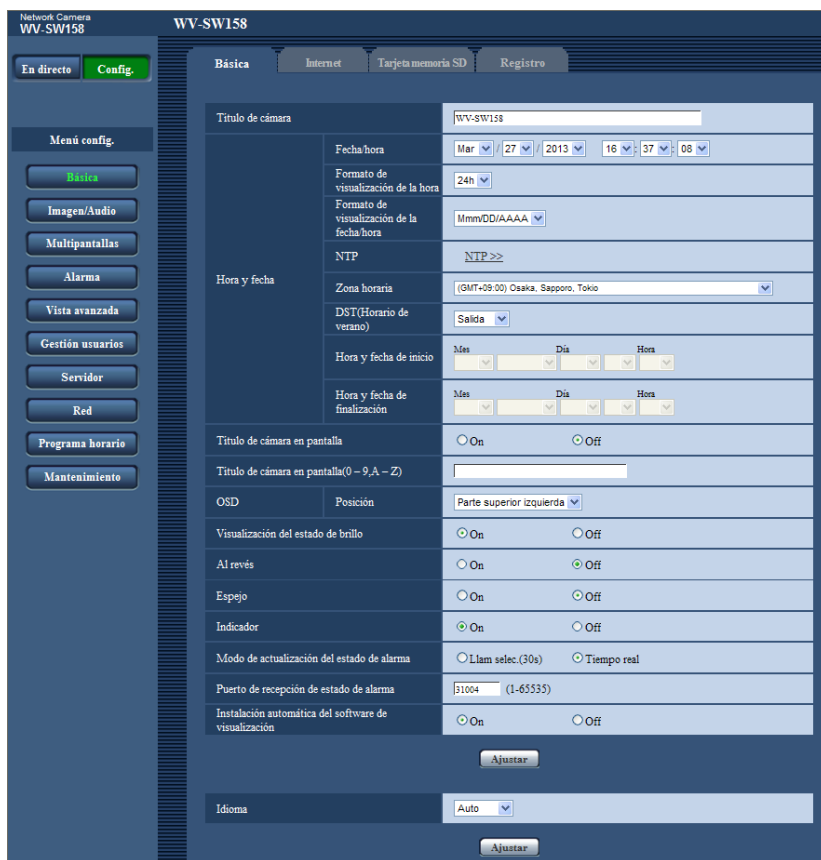 Network Camera
WV-SW158
WV-SW158
En directo
Config.
Básica
Internet
Tarjeta memoria SD
Registro
Menú config.
Básica
Imagen/Audio
Multipantallas
Alarma
Vista avanzada
Gestión usuarios
Servidor
Red
Programa horario
Mantenimiento
Titulo de cámara
WV-SW158
Hora y fecha
Fecha/hora
Mar / 27 / 2013 16 : 37 : 08
Formato de
visualización de la hora
24h
Formato de
visualización de la
fecha/hora
Mmm/DD/AAAA
NTP
NTP >>
Zona horaria
(GMT+09:00) Osaka, Sapporo, Tokio
DST(Horario de
verano)
Salida
Hora y fecha de inicio
Mes Día Hora
Hora y fecha de
finalización
Mes Día Hora
Titulo de cámara en pantalla
On Off
Titulo de cámara en pantalla(0 – 9,A – Z)
OSD
Posición
Parte superior izquierda
Visualización del estado de brillo
On Off
Al revés
On Off
Espejo
On Off
Indicador
On Off
Modo de actualización del estado de alarma
Llam selec.(30s) Tiempo real
Puerto de recepción de estado de alarma
31004 (1-65535)
Instalación automática del software de
visualización
On Off
Ajustar
Idioma
Auto
Ajustar